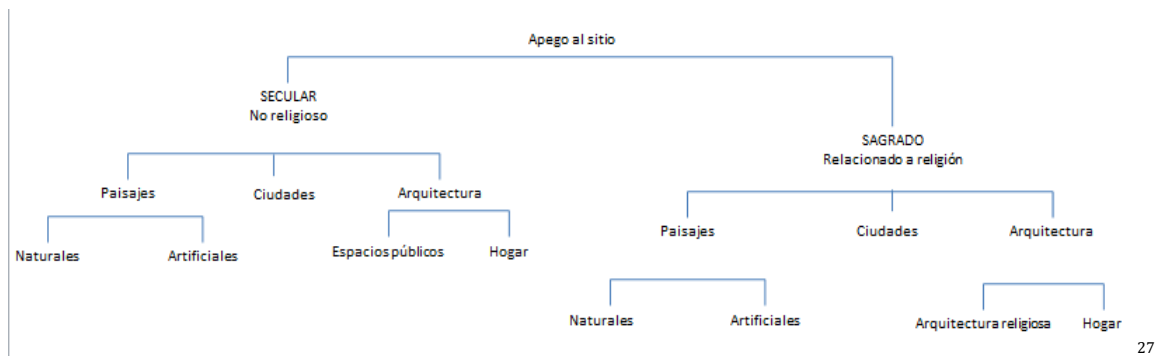 Apego al sitio
SECULAR
No religioso
SAGRADO
Relacionado a religión
Paisajes
Ciudades
Arquitectura
Naturales
Artificiales
Espacios públicos
Hogar
Paisajes
Ciudades
Arquitectura
Naturales
Artificiales
Arquitectura religiosa
Hogar
27